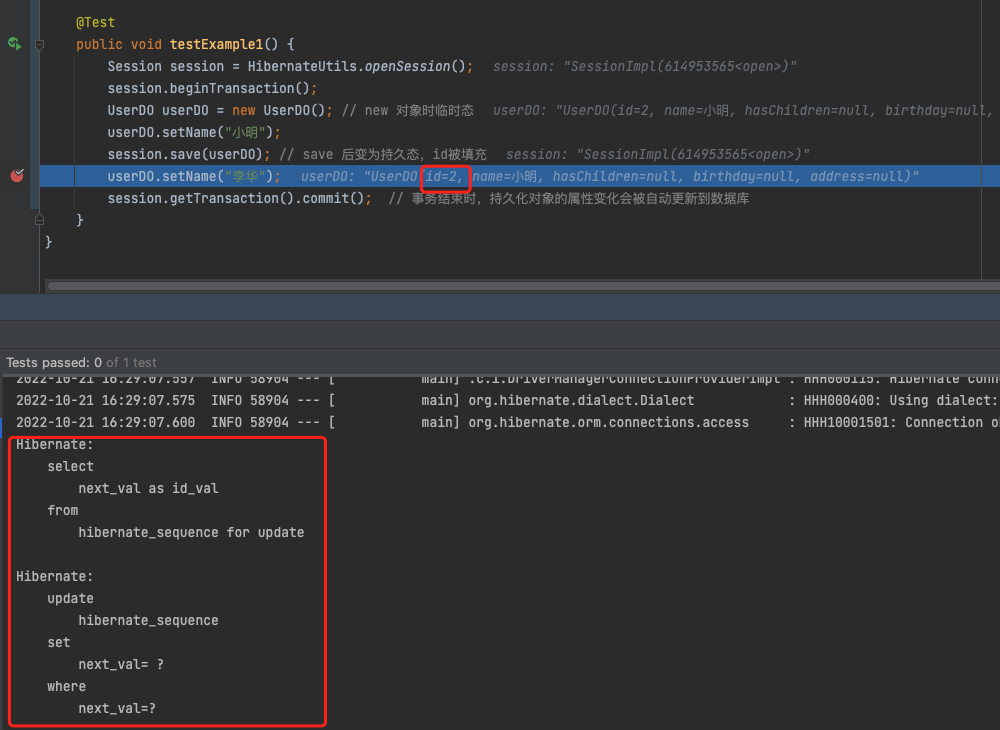 @Test
public void testExample1() {
Session session = HibernateUtils.openSession(); session: "SessionImpl(614953565<open>)"
session.beginTransaction();
UserDO userDO = new UserDO(); // new 对象时临时态 userDO: "UserDO(id=2, name=小明, hasChildren=null, birthday=null,
userDO.setName("小明");
session.save(userDO); // save 后变为持久态，id被填充 session: "SessionImpl(614953565<open>)"
userDO.setName("李华"); userDO: "UserDO(id=2, name=小明, hasChildren=null, birthday=null, address=null)"
session.getTransaction().commit(); // 事务结束时，持久化对象的属性变化会被自动更新到数据库
}
}
Tests passed: 0 of 1 test
2022-10-21 16:29:07.557 INFO 58904 --- [ main] .c.i.DriverManagerConnectionProviderImpl : HHH000115: Hibernate conn
2022-10-21 16:29:07.575 INFO 58904 --- [ main] org.hibernate.dialect.Dialect : HHH000400: Using dialect:
2022-10-21 16:29:07.600 INFO 58904 --- [ main] org.hibernate.orm.connections.access : HHH10001501: Connection o
Hibernate:
select
next_val as id_val
from
hibernate_sequence for update
Hibernate:
update
hibernate_sequence
set
next_val= ?
where
next_val=?